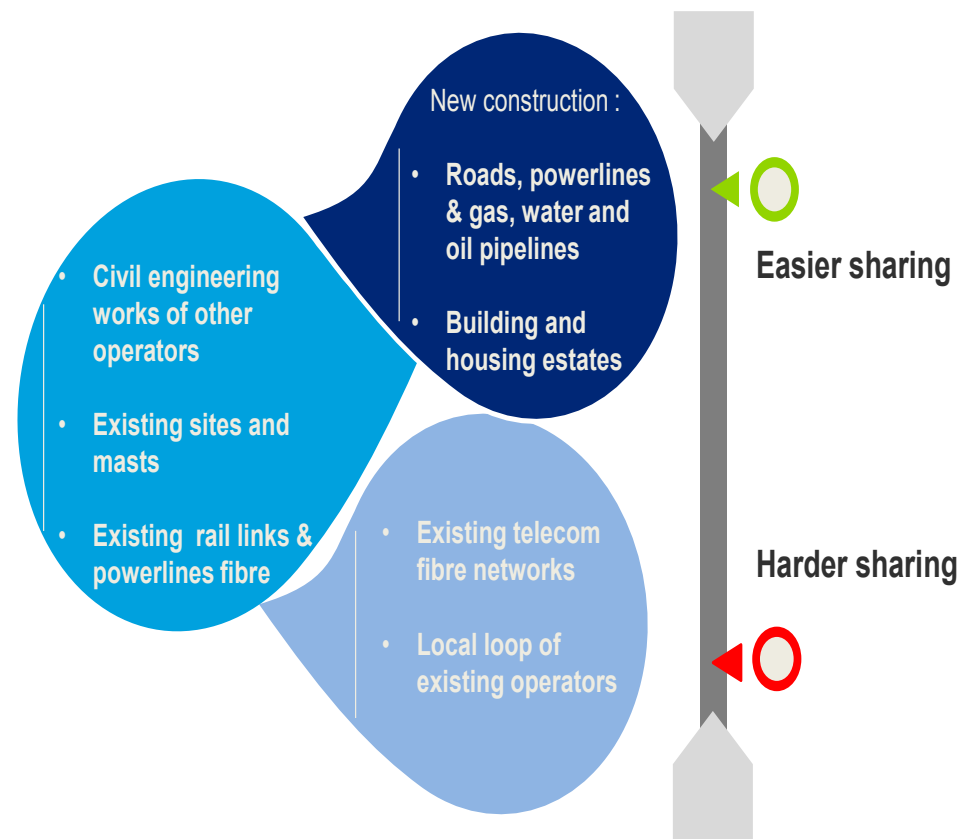 New construction :
• Roads, powerlines
& gas, water and
oil pipelines
• Building and
housing estates
• Civil engineering
works of other
operators
• Existing sites and
masts
• Existing rail links &
powerlines fibre
• Existing telecom
fibre networks
• Local loop of
existing operators
Easier sharing
Harder sharing